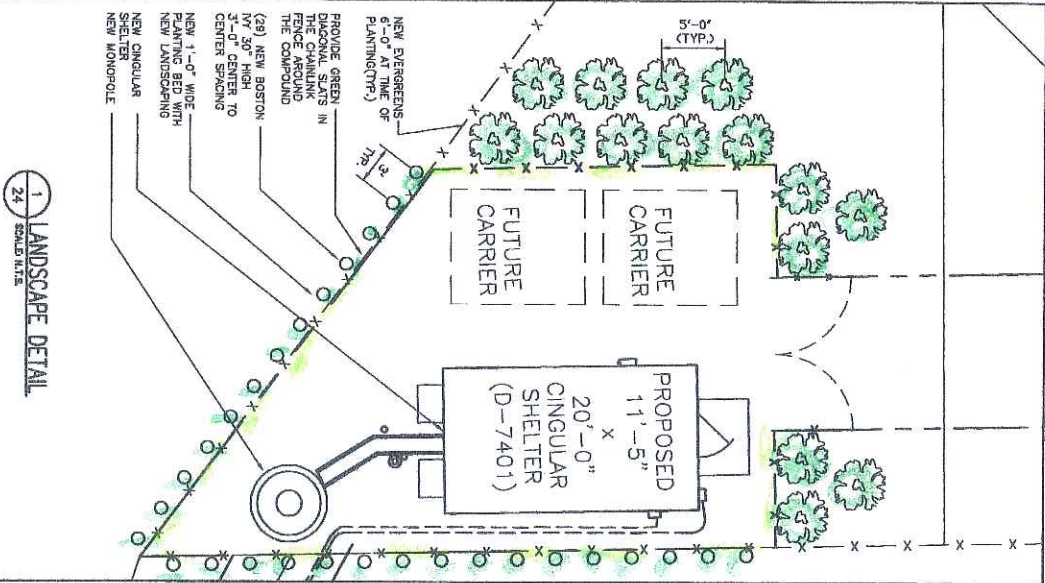 5'-0"
(TYP.)
NEW EVERGREENS
6'-0" AT TIME OF
PLANTING(TYP.)
PROVIDE GREEN
DIAGONAL SLATS IN
THE CHAINLINK
FENCE AROUND
THE COMPOUND
(29) NEW BOSTON
IVY 30" HIGH
3'-0" CENTER TO
CENTER SPACING
NEW 1'-0" WIDE
PLANTING BED WITH
NEW LANDSCAPING
NEW CINGULAR
SHELTER
NEW MONOPOLE
3'
TYP.
FUTURE
CARRIER
FUTURE
CARRIER
PROPOSED
11'-5"
x
20'-0"
CINGULAR
SHELTER
(D-7401)
1
24
LANDSCAPE DETAIL
SCALE: N.T.S.